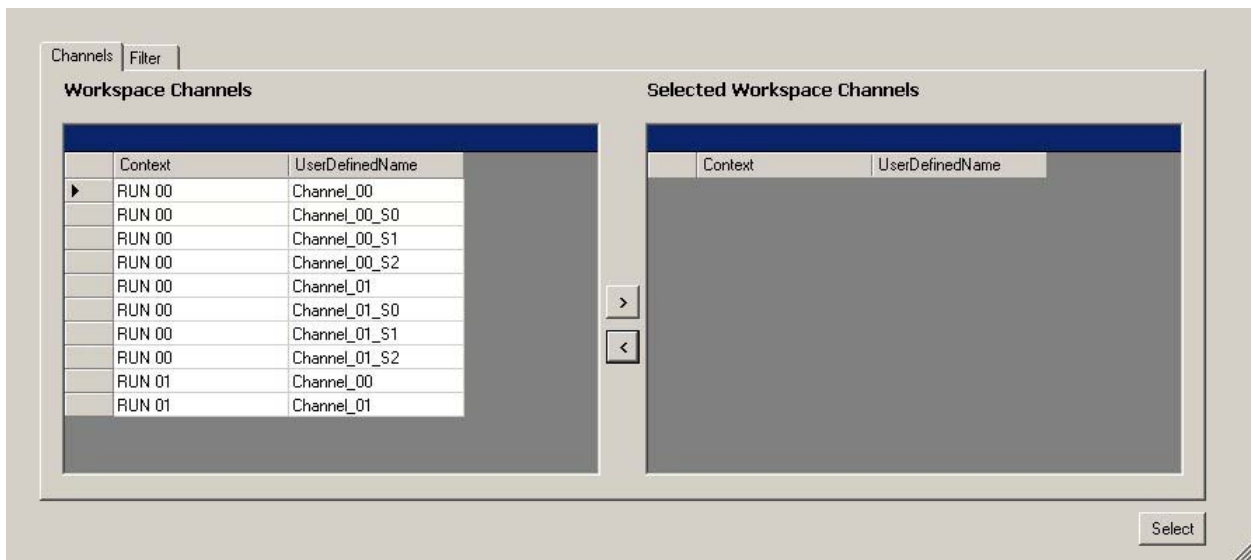 Channels Filter
Workspace Channels Selected Workspace Channels
Context UserDefinedName Context UserDefinedName
RUN 00 Channel_00
RUN 00 Channel_00_S0
RUN 00 Channel_00_S1
RUN 00 Channel_00_S2
RUN 00 Channel_01
RUN 00 Channel_01_S0
RUN 00 Channel_01_S1
RUN 00 Channel_01_S2
RUN 01 Channel_00
RUN 01 Channel_01
>
<
Select